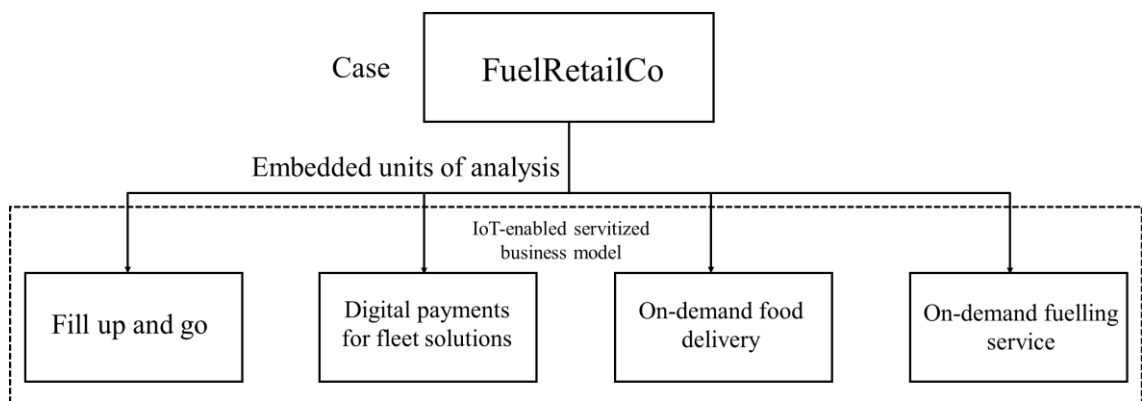 Case
FuelRetailCo
Embedded units of analysis
IoT-enabled servitized
business model
Fill up and go
Digital payments
for fleet solutions
On-demand food
delivery
On-demand fuelling
service